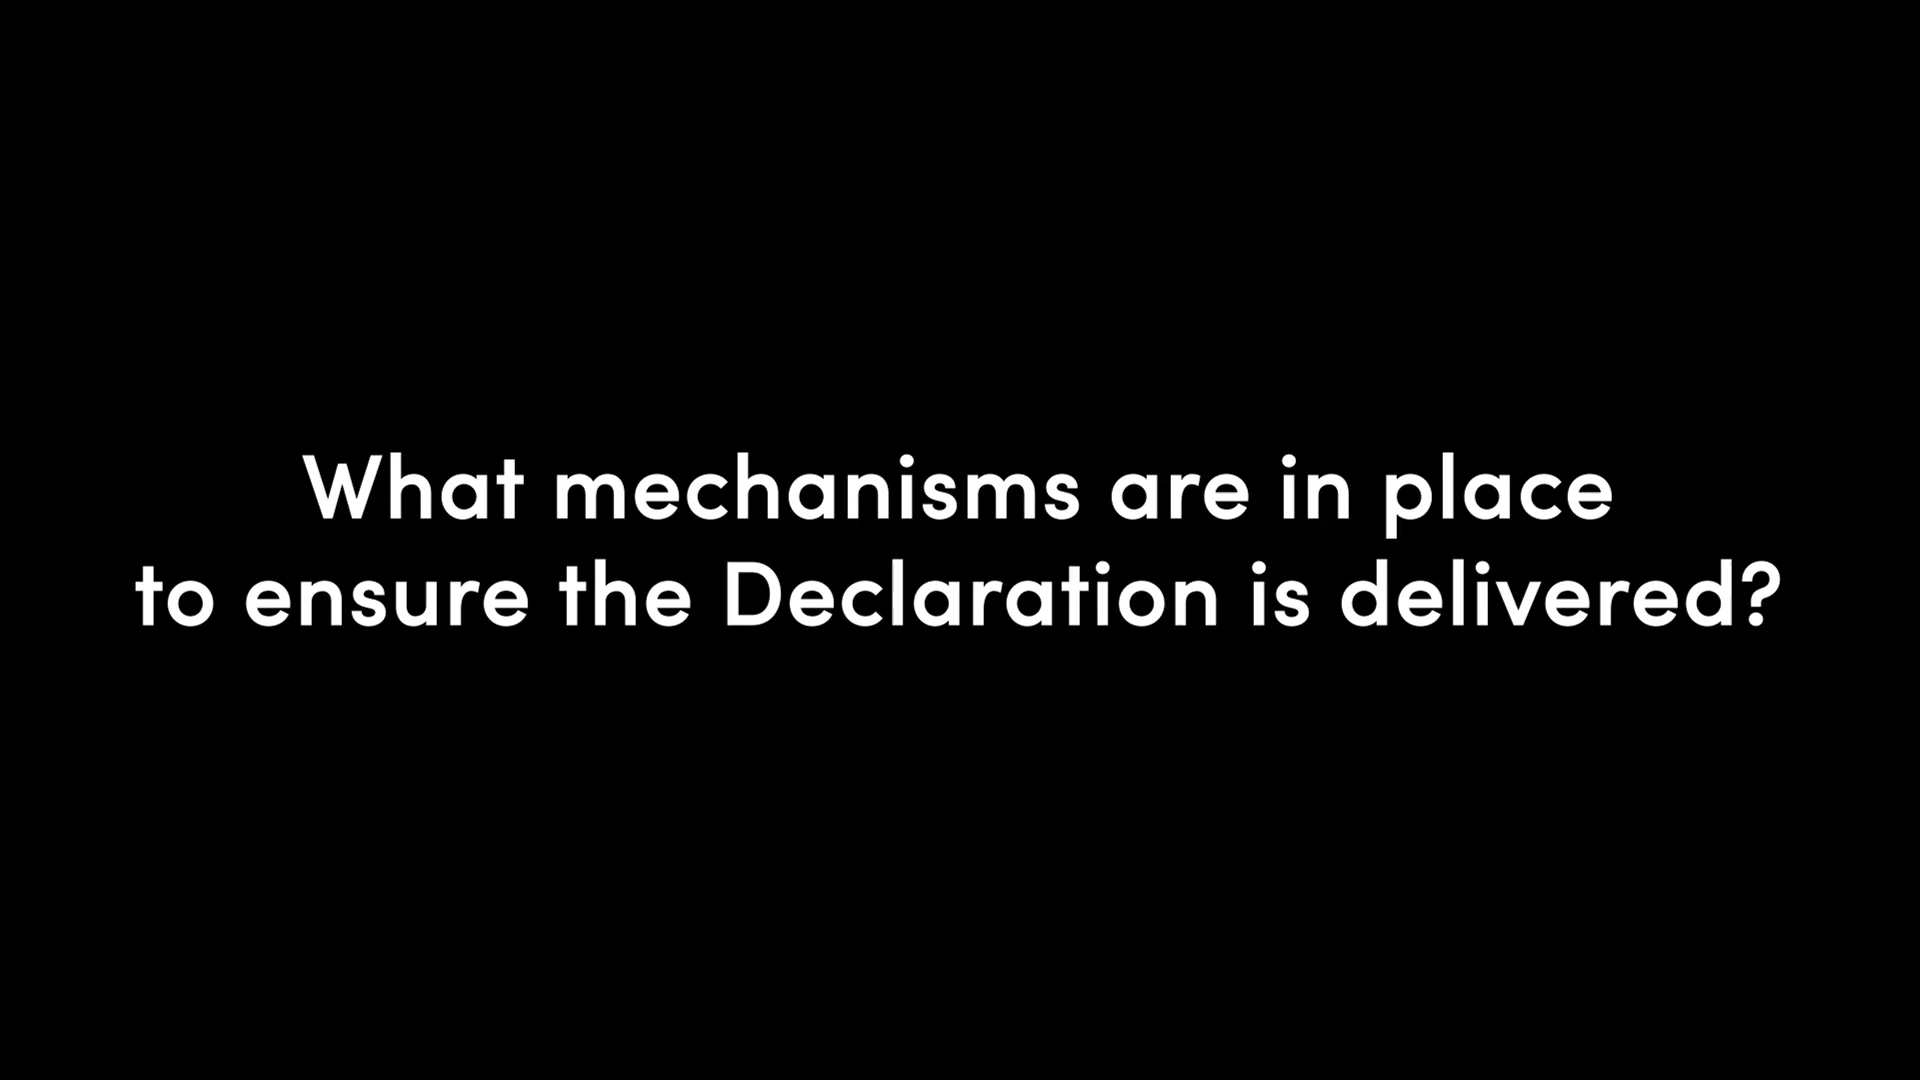 What mechanisms are in place
to ensure the Declaration is delivered?